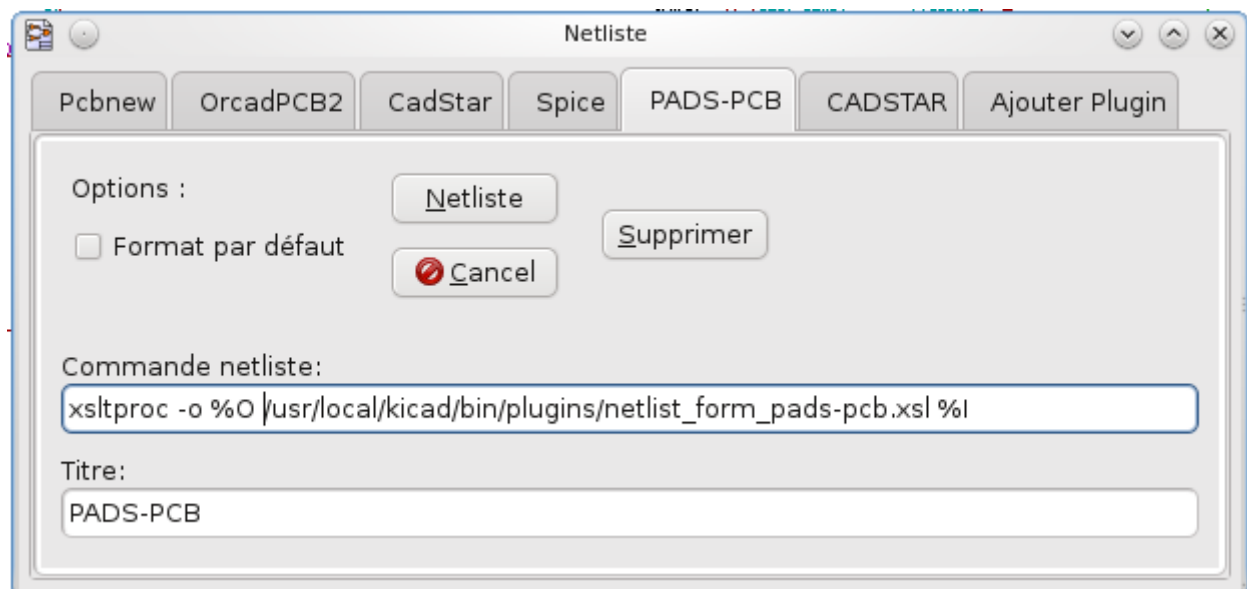 Netliste
Pcbnew OrcadPCB2 CadStar Spice PADS-PCB CADSTAR Ajouter Plugin
Options :
Netliste
Supprimer
Format par défaut
Cancel
Commande netliste:
xsltproc -o %O /usr/local/kicad/bin/plugins/netlist_form_pads-pcb.xsl %I
Titre:
PADS-PCB